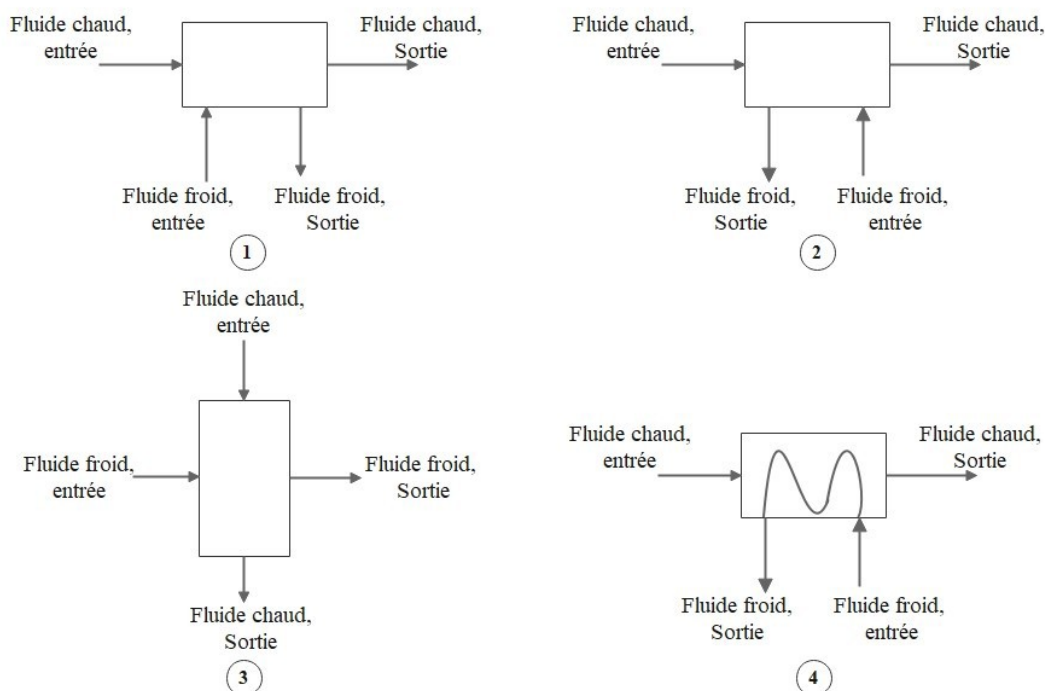 Fluide chaud,
entrée
Fluide chaud,
Sortie
Fluide froid,
entrée
Fluide froid,
Sortie
1
Fluide chaud,
entrée
Fluide chaud,
Sortie
Fluide froid,
Sortie
Fluide froid,
entrée
2
Fluide chaud,
entrée
Fluide froid,
entrée
Fluide froid,
Sortie
Fluide chaud,
Sortie
3
Fluide chaud,
entrée
Fluide chaud,
Sortie
Fluide froid,
Sortie
Fluide froid,
entrée
4